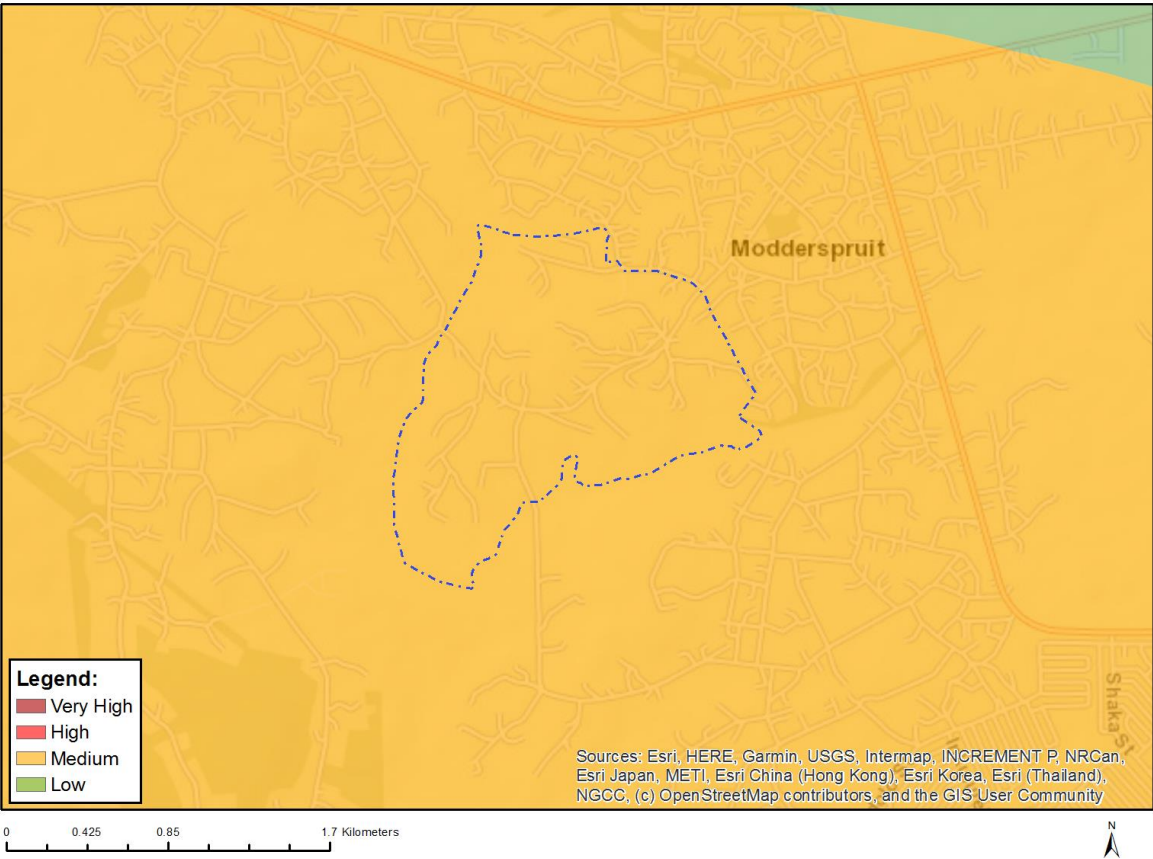 Modderspruit
Legend:
Very High
High
Medium
Low
Shaka St
Sources: Esri, HERE, Garmin, USGS, Intermap, INCREMENT P, NRCan,
Esri Japan, METI, Esri China (Hong Kong), Esri Korea, Esri (Thailand),
NGCC, (c) OpenStreetMap contributors, and the GIS User Community
0 0.425 0.85 1.7 Kilometers
N